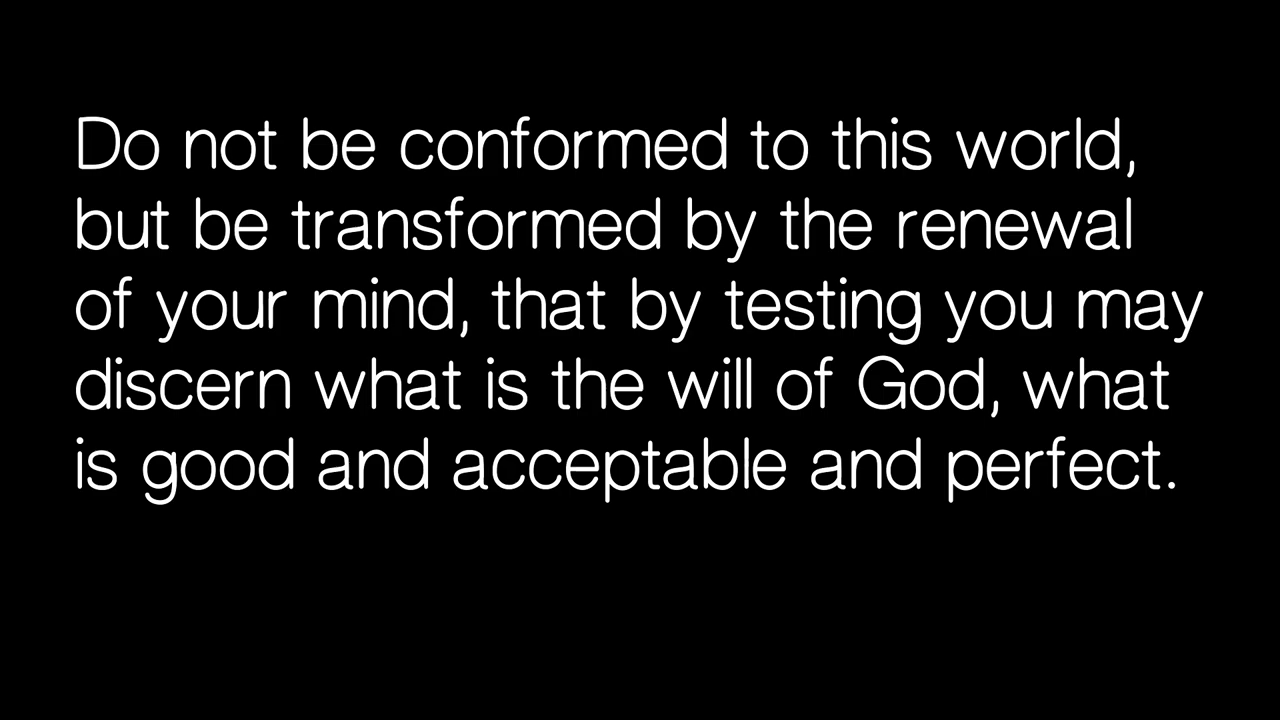 Do not be conformed to this world,
but be transformed by the renewal
of your mind, that by testing you may
discern what is the will of God, what
is good and acceptable and perfect.